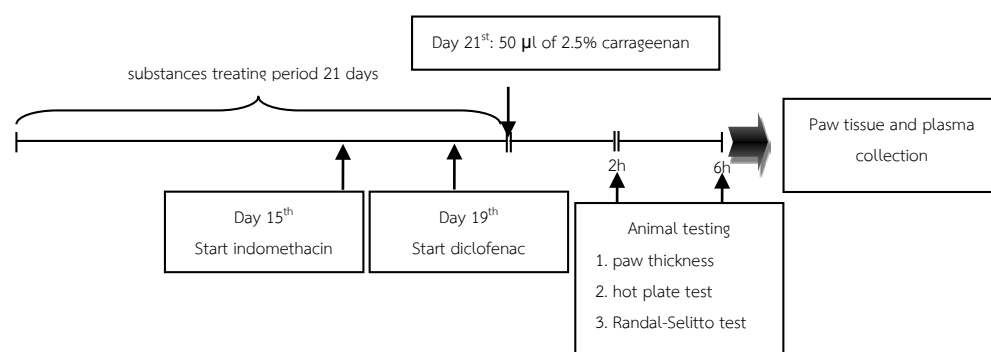 Day 21st: 50 µl of 2.5% carrageenan
substances treating period 21 days
Paw tissue and plasma
collection
2h
6h
Day 15th
Start indomethacin
Day 19th
Start diclofenac
Animal testing
1. paw thickness
2. hot plate test
3. Randal-Selitto test